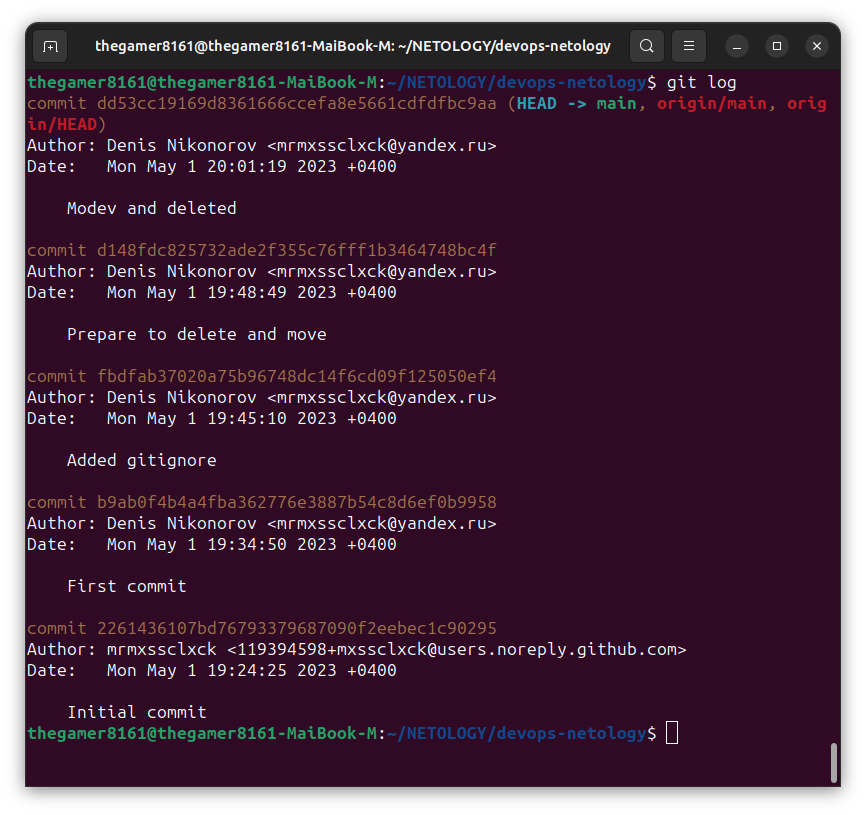 thegamer8161@thegamer8161-MaiBook-M: ~/NETOLOGY/devops-netology
thegamer8161@thegamer8161-MaiBook-M:~/NETOLOGY/devops-netology$ git log
commit dd53cc19169d8361666ccefa8e5661cdfdfbc9aa (HEAD -> main, origin/main, orig
in/HEAD)
Author: Denis Nikonorov <mrmxssclxck@yandex.ru>
Date:   Mon May 1 20:01:19 2023 +0400

    Modev and deleted

commit d148fdc825732ade2f355c76fff1b3464748bc4f
Author: Denis Nikonorov <mrmxssclxck@yandex.ru>
Date:   Mon May 1 19:48:49 2023 +0400

    Prepare to delete and move

commit fbdfab37020a75b96748dc14f6cd09f125050ef4
Author: Denis Nikonorov <mrmxssclxck@yandex.ru>
Date:   Mon May 1 19:45:10 2023 +0400

    Added gitignore

commit b9ab0f4b4a4fba362776e3887b54c8d6ef0b9958
Author: Denis Nikonorov <mrmxssclxck@yandex.ru>
Date:   Mon May 1 19:34:50 2023 +0400

    First commit

commit 2261436107bd76793379687090f2eebec1c90295
Author: mrmxssclxck <119394598+mxssclxck@users.noreply.github.com>
Date:   Mon May 1 19:24:25 2023 +0400

    Initial commit
thegamer8161@thegamer8161-MaiBook-M:~/NETOLOGY/devops-netology$